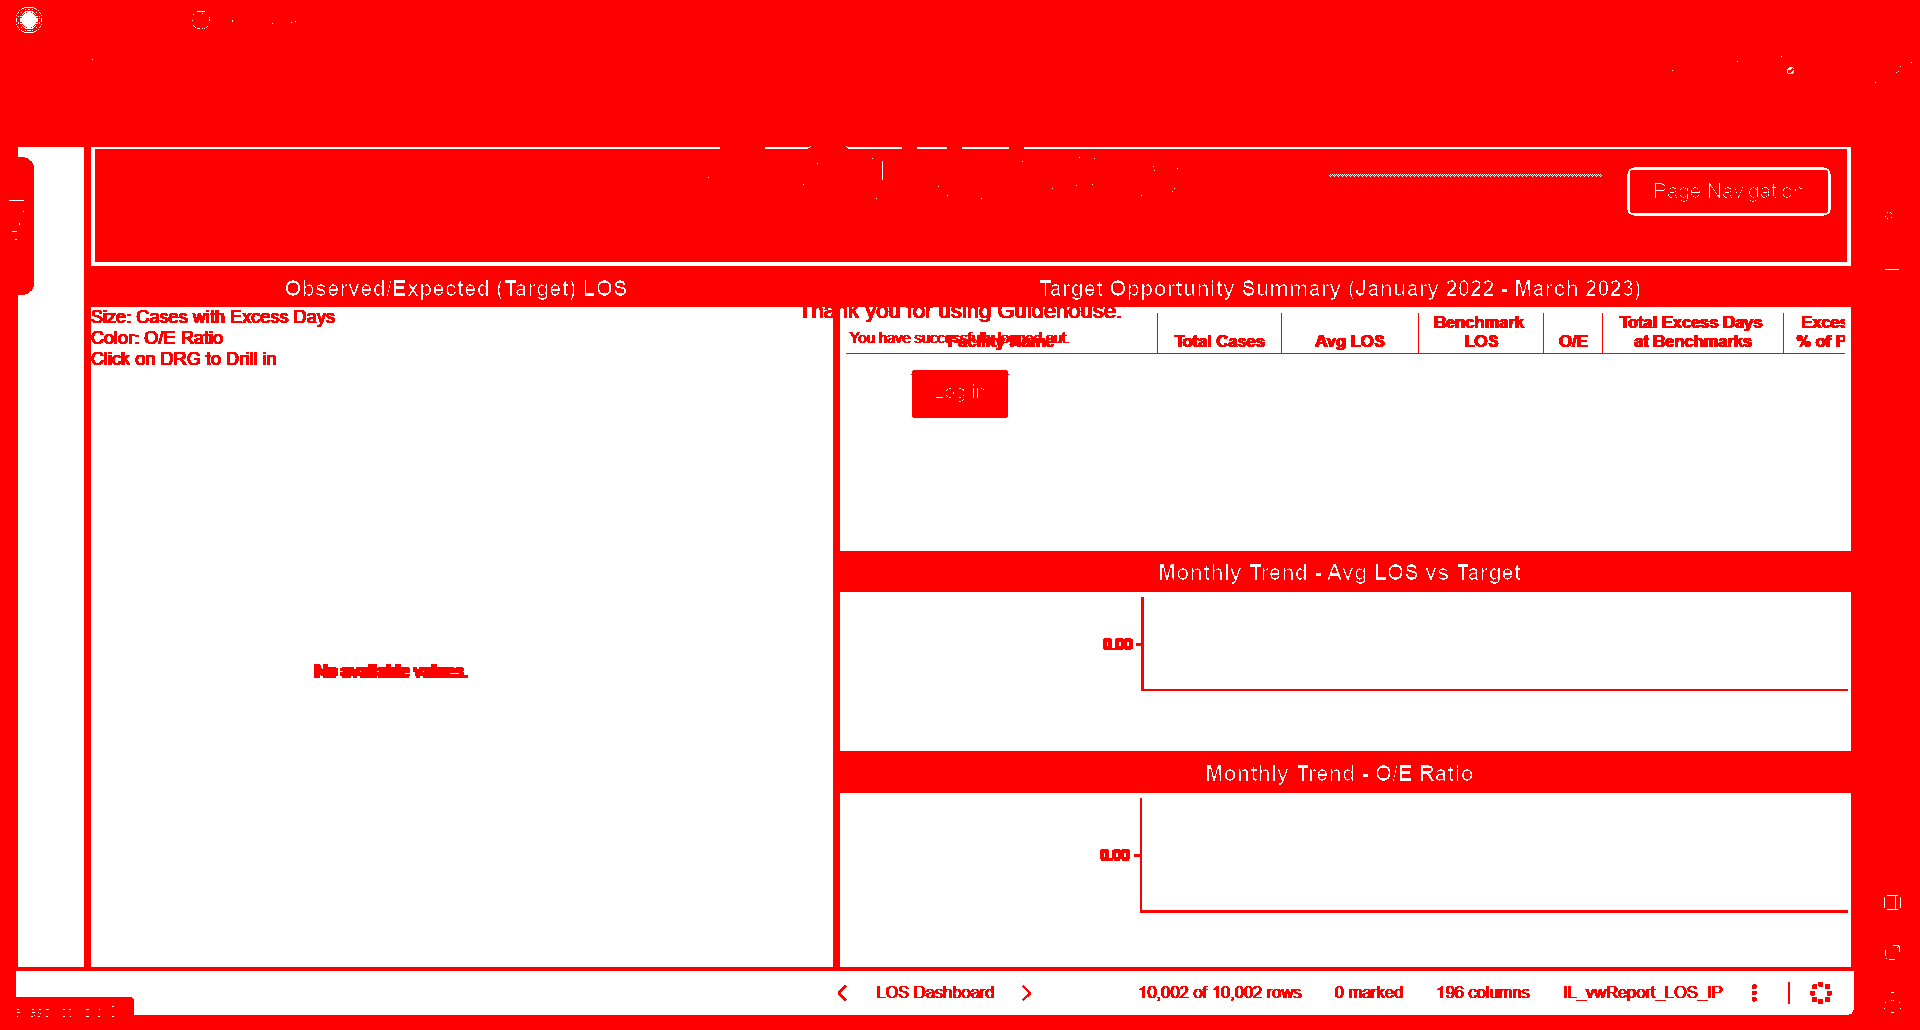 Page Navigation
Observed/Expected (Target) LOS
Size: Cases with Excess Days
Color: O/E Ratio
Click on DRG to Drill in
No available values.
Target Opportunity Summary (January 2022 - March 2023)
Thank you for using Guidehouse.
You have successfully logged out.
Facility Name
Total Cases
Avg LOS
Benchmark
LOS
O/E
Total Excess Days
at Benchmarks
Exces
% of P
Log in
Monthly Trend - Avg LOS vs Target
0.00
Monthly Trend - O/E Ratio
0.00
LOS Dashboard
10,002 of 10,002 rows
0 marked
196 columns
IL_vwReport_LOS_IP